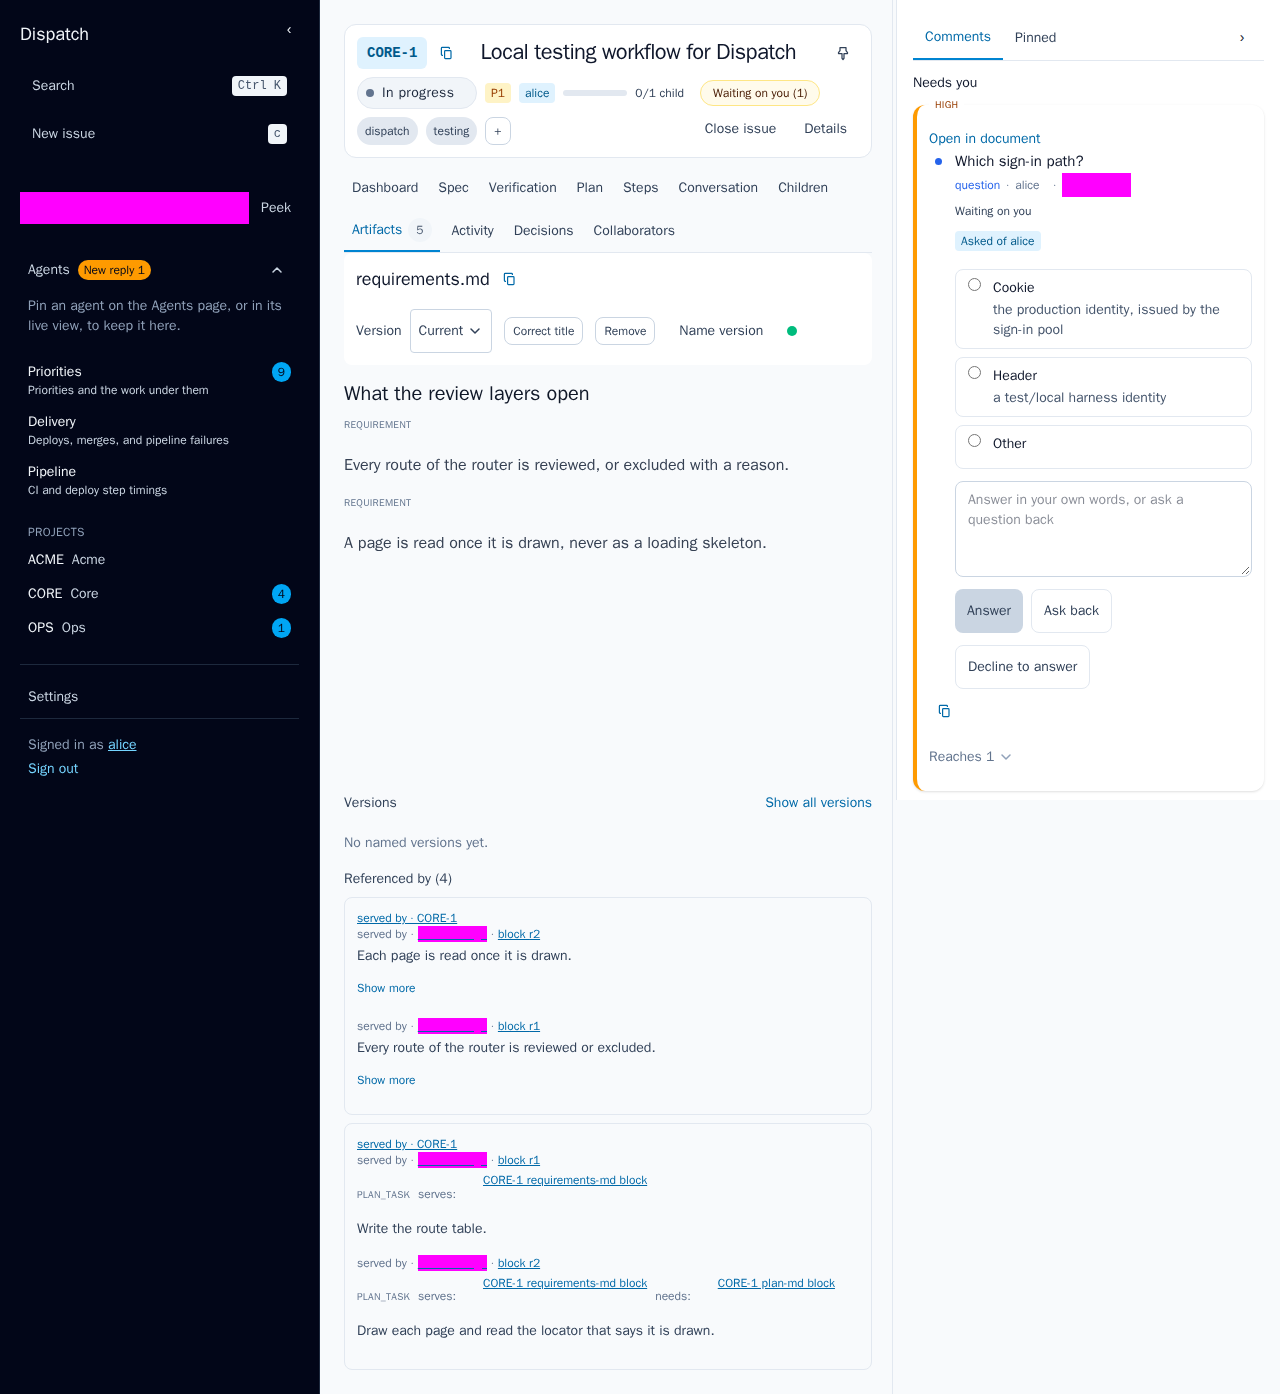 Dispatch
Search
Ctrl K
New issue
C
Peek
Agents
New reply 1
Pin an agent on the Agents page, or in its
live view, to keep it here.
Priorities
9
Priorities and the work under them
Delivery
Deploys, merges, and pipeline failures
Pipeline
CI and deploy step timings
PROJECTS
ACME Acme
CORE Core
4
OPS Ops
1
Settings
Signed in as alice
Sign out
CORE-1
Local testing workflow for Dispatch
In progress
P1
alice
0/1 child
Waiting on you (1)
dispatch
testing
+
Close issue
Details
Dashboard
Spec
Verification
Plan
Steps
Conversation
Children
Artifacts 5
Activity
Decisions
Collaborators
requirements.md
Version
Current
Correct title
Remove
Name version
What the review layers open
REQUIREMENT
Every route of the router is reviewed, or excluded with a reason.
REQUIREMENT
A page is read once it is drawn, never as a loading skeleton.
Versions
Show all versions
No named versions yet.
Referenced by (4)
served by · CORE-1
served by · · block r2
Each page is read once it is drawn.
Show more
served by · · block r1
Every route of the router is reviewed or excluded.
Show more
served by · CORE-1
served by · · block r1
CORE-1 requirements-md block
PLAN_TASK serves:
Write the route table.
served by · · block r2
CORE-1 requirements-md block
CORE-1 plan-md block
PLAN_TASK serves:
needs:
Draw each page and read the locator that says it is drawn.
Comments
Pinned
Needs you
HIGH
Open in document
Which sign-in path?
question · alice ·
Waiting on you
Asked of alice
Cookie
the production identity, issued by the
sign-in pool
Header
a test/local harness identity
Other
Answer in your own words, or ask a
question back
Answer
Ask back
Decline to answer
Reaches 1